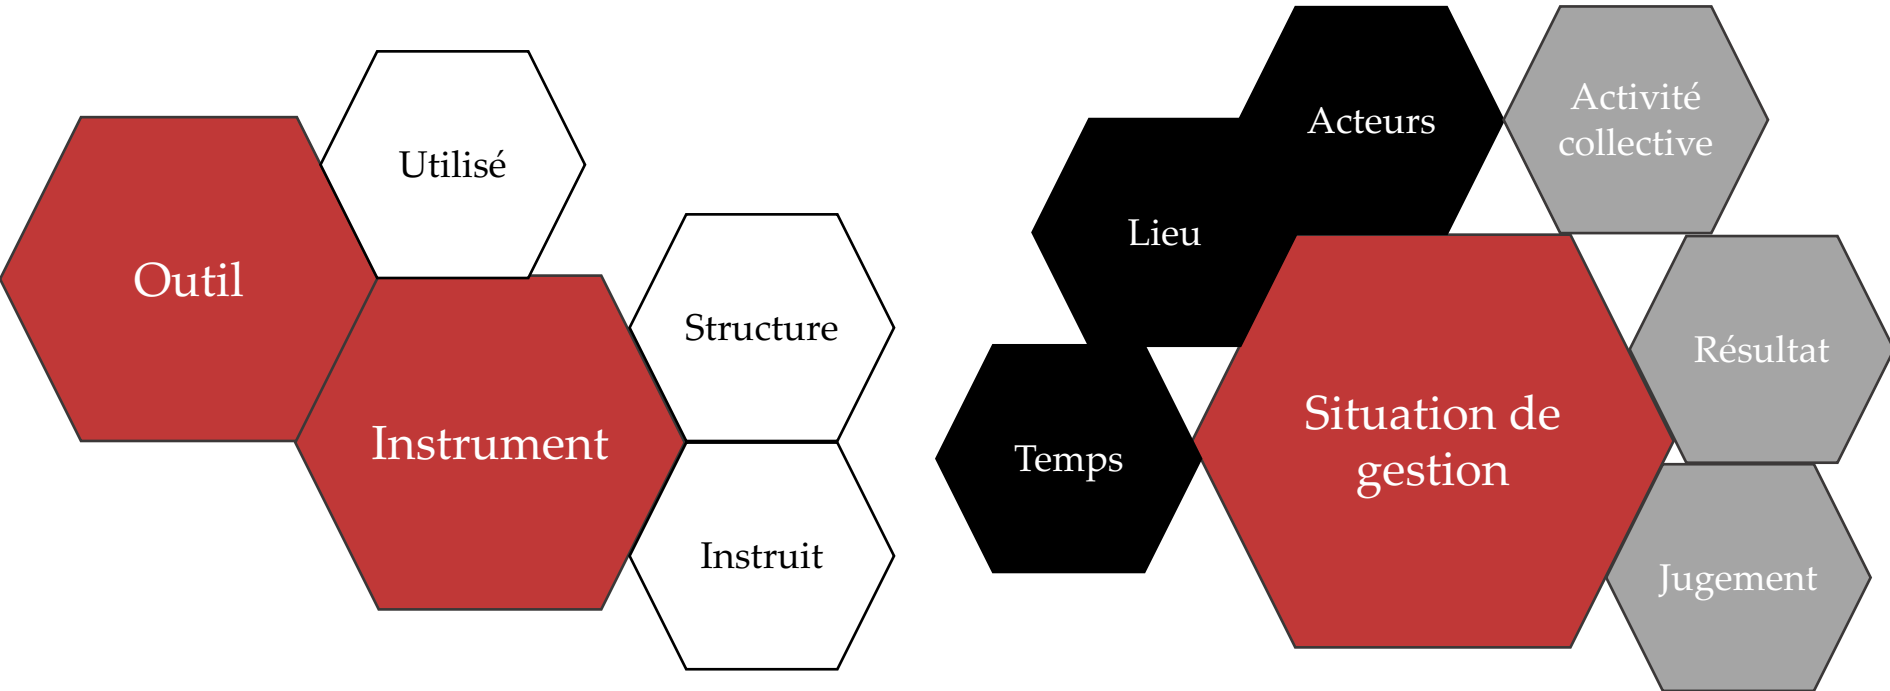 Utilisé
Outil
Instrument
Structure
Instruit
Acteurs
Lieu
Temps
Situation de
gestion
Activité
collective
Résultat
Jugement